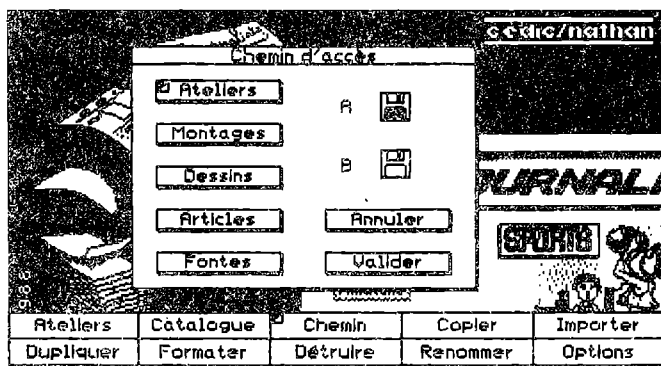 cédric/nathan
Chemin d'accès
Ateliers
A
Montages
B
Dessins
Articles
Annuler
Fontes
Valider
SPORTS
Ateliers Catalogue Chemin Copier Importer
Dupliquer Formater Détruire Renommer Options